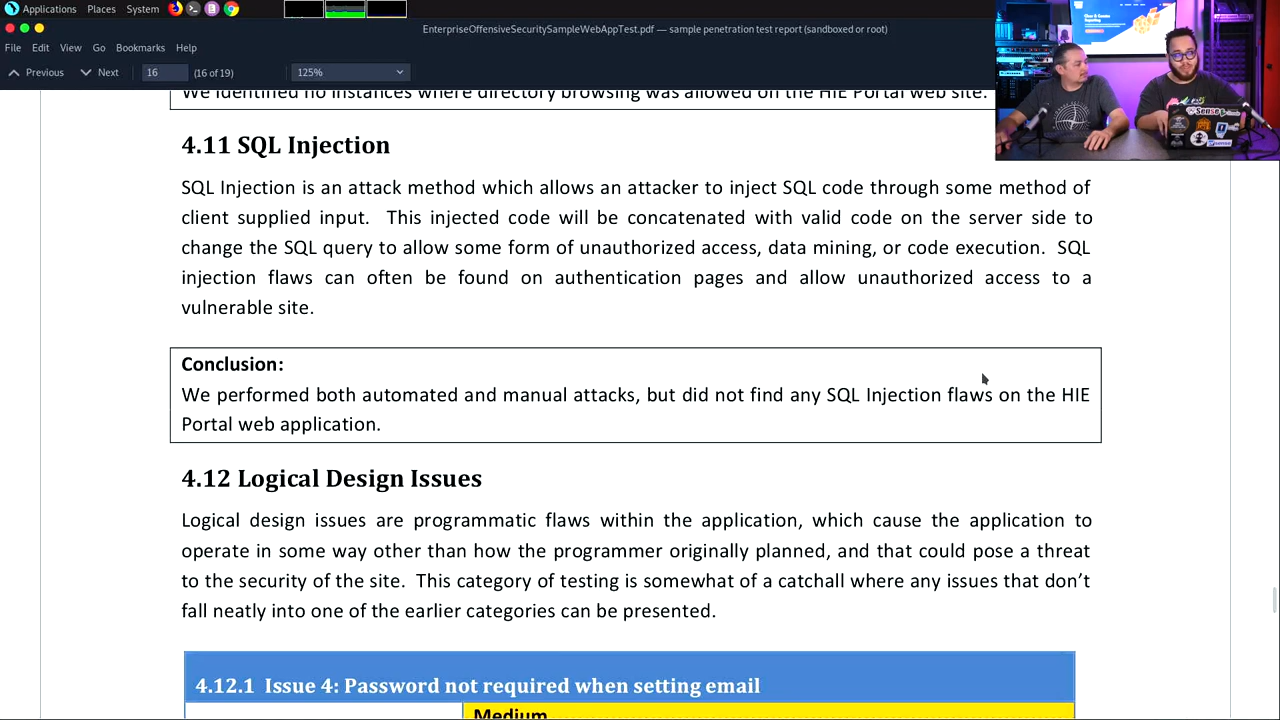 Applications Places System
EnterpriseOffensiveSecuritySampleWebAppTest.pdf — sample penetration test report (sandboxed or root)
File Edit View Go Bookmarks Help
Previous Next 16 (16 of 19) 125%
We identified no instances where directory browsing was allowed on the HIE Portal web site.
4.11 SQL Injection
SQL Injection is an attack method which allows an attacker to inject SQL code through some method of
client supplied input. This injected code will be concatenated with valid code on the server side to
change the SQL query to allow some form of unauthorized access, data mining, or code execution. SQL
injection flaws can often be found on authentication pages and allow unauthorized access to a
vulnerable site.
Conclusion:
We performed both automated and manual attacks, but did not find any SQL Injection flaws on the HIE
Portal web application.
4.12 Logical Design Issues
Logical design issues are programmatic flaws within the application, which cause the application to
operate in some way other than how the programmer originally planned, and that could pose a threat
to the security of the site. This category of testing is somewhat of a catchall where any issues that don’t
fall neatly into one of the earlier categories can be presented.
4.12.1 Issue 4: Password not required when setting email
Medium